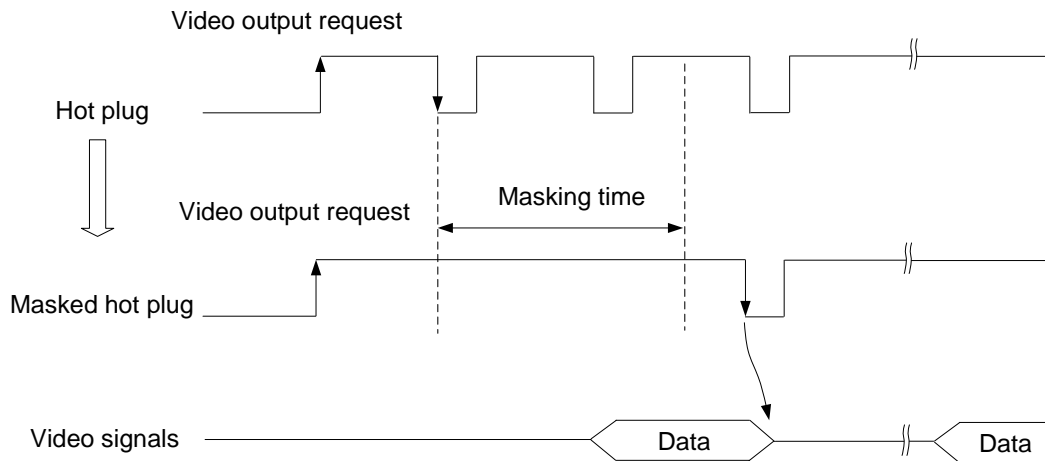 Video output request
Hot plug
Masking time
Video output request
Masked hot plug
Video signals
Data
Data